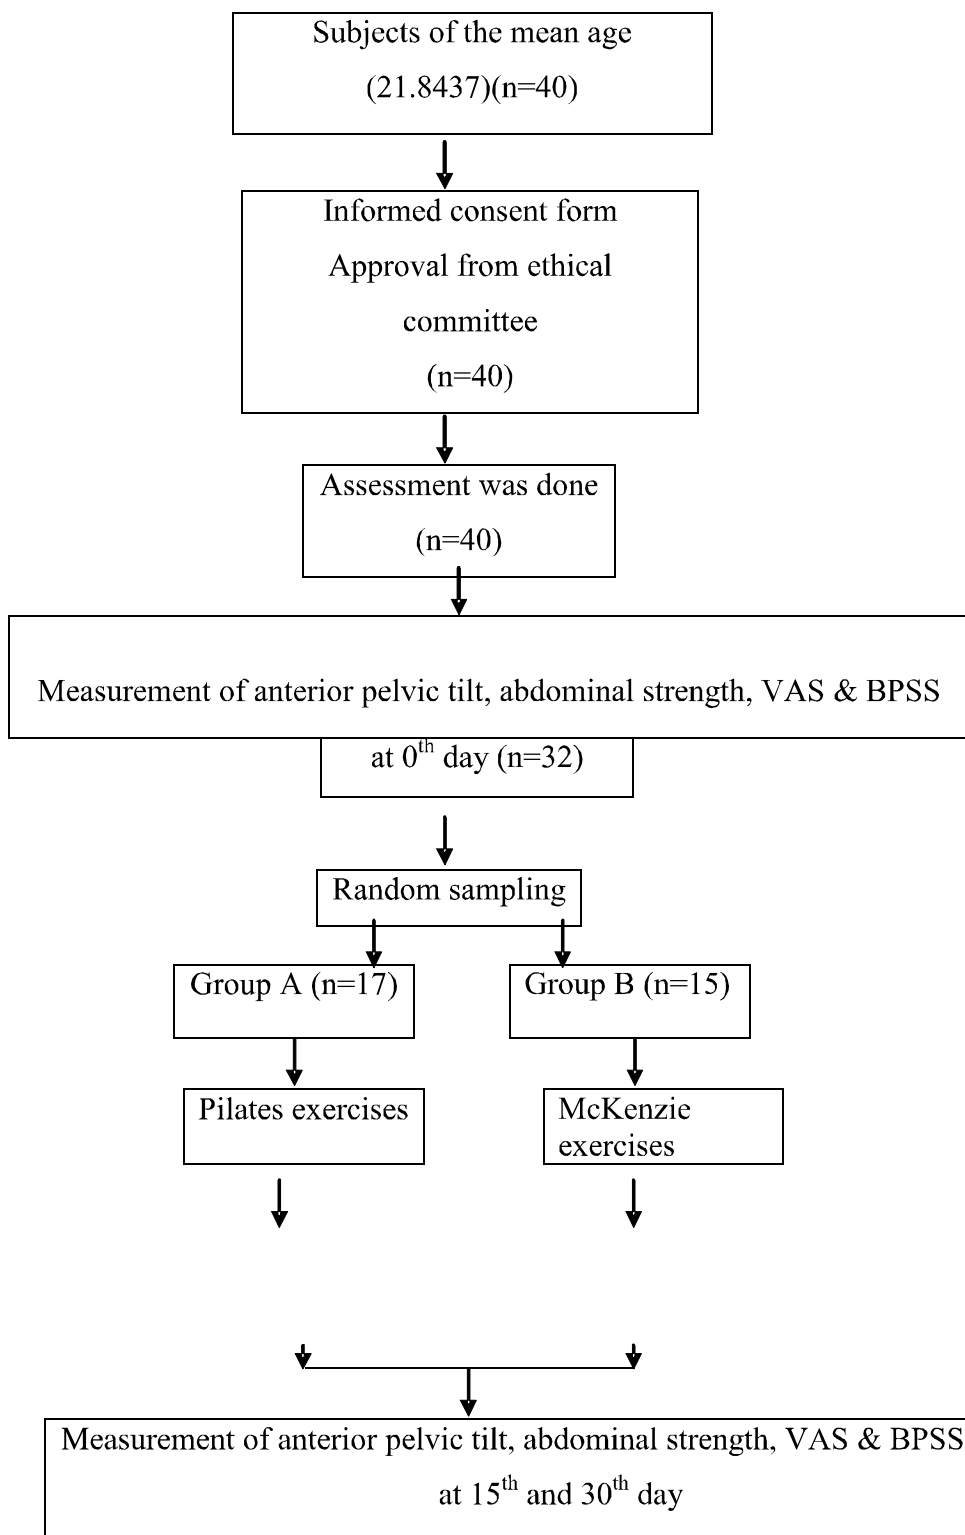 Subjects of the mean age
(21.8437)(n=40)
Informed consent form
Approval from ethical
committee
(n=40)
Assessment was done
(n=40)
Measurement of anterior pelvic tilt, abdominal strength, VAS & BPSS
at 0th day (n=32)
Random sampling
Group A (n=17)
Group B (n=15)
Pilates exercises
McKenzie
exercises
Measurement of anterior pelvic tilt, abdominal strength, VAS & BPSS
at 15th and 30th day